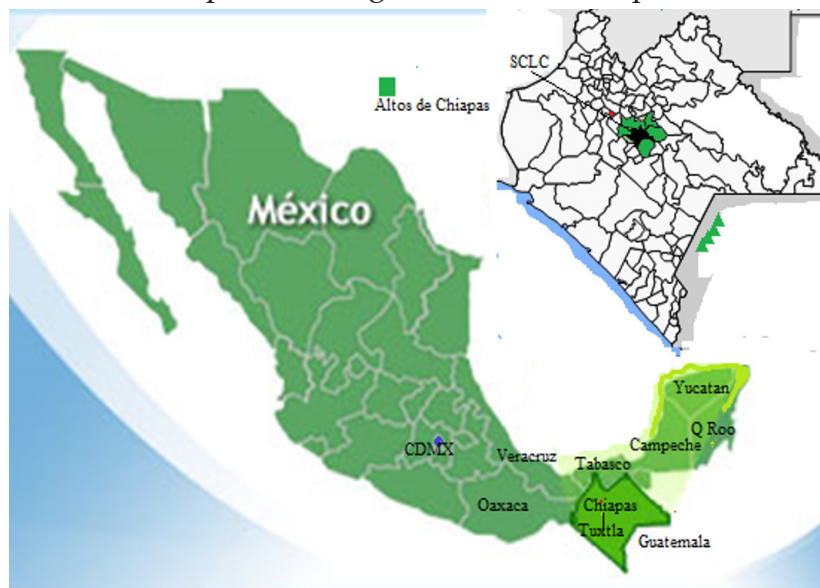 SCLC
Altos de Chiapas
México
Yucatan
Q Roo
Campeche
CDMX
Veracruz
Tabasco
Oaxaca
Chiapas
Tuxtla
Guatemala